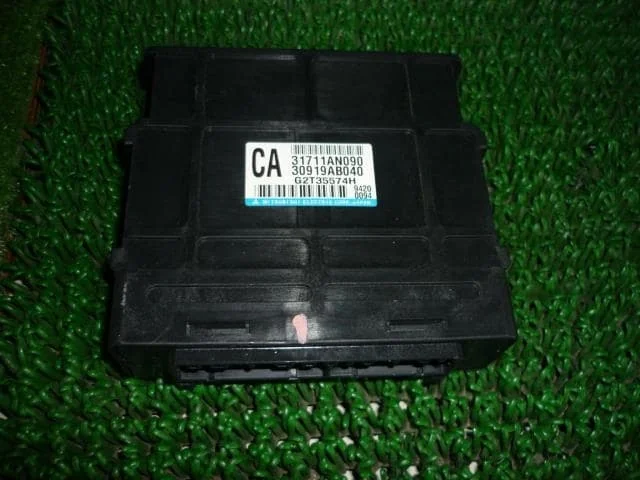 CA
31711AN090
30919AB040
G2T35574H
9420
0094
MITSUBISHI ELECTRIC CORP. JAPAN